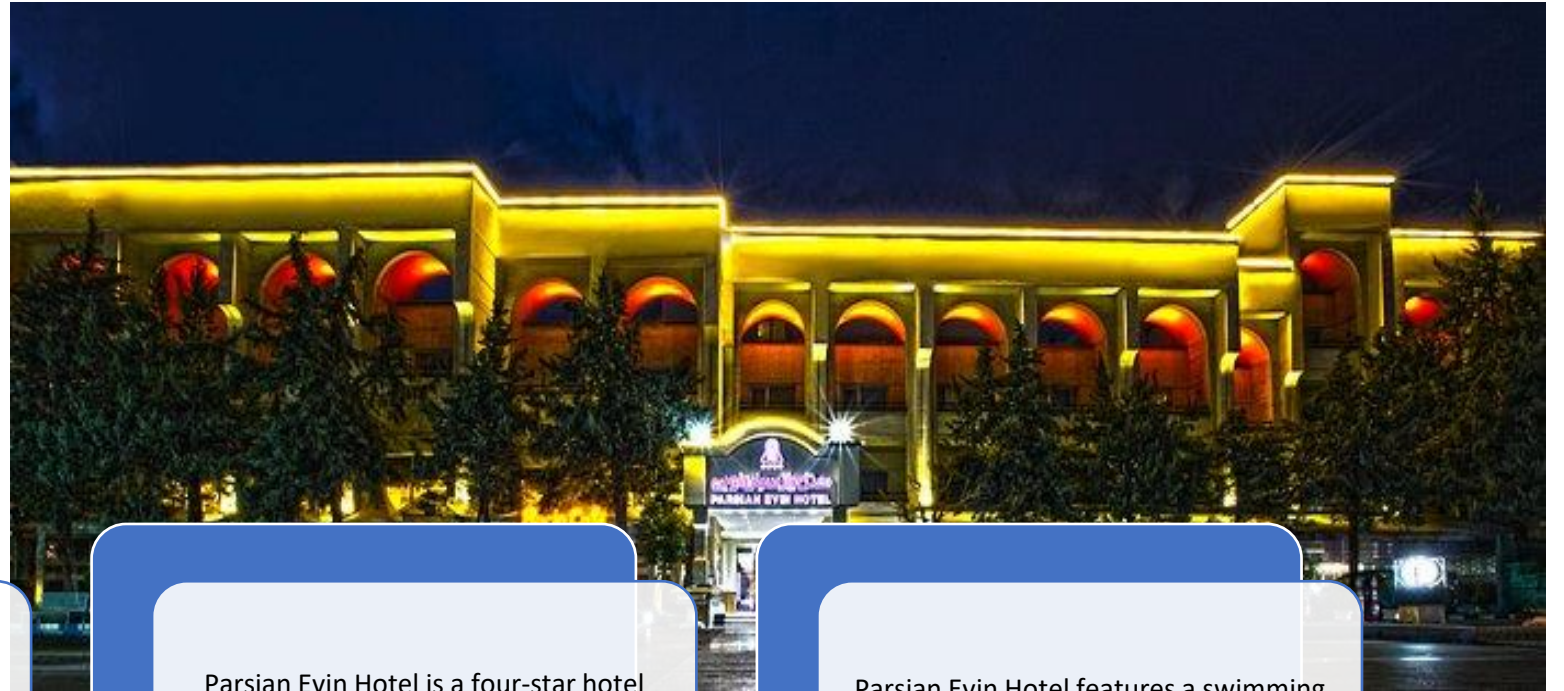 PARSIAN EVIN HOTEL
Parsian Evin Hotel is a four-star hotel
Parsian Evin Hotel features a swimming